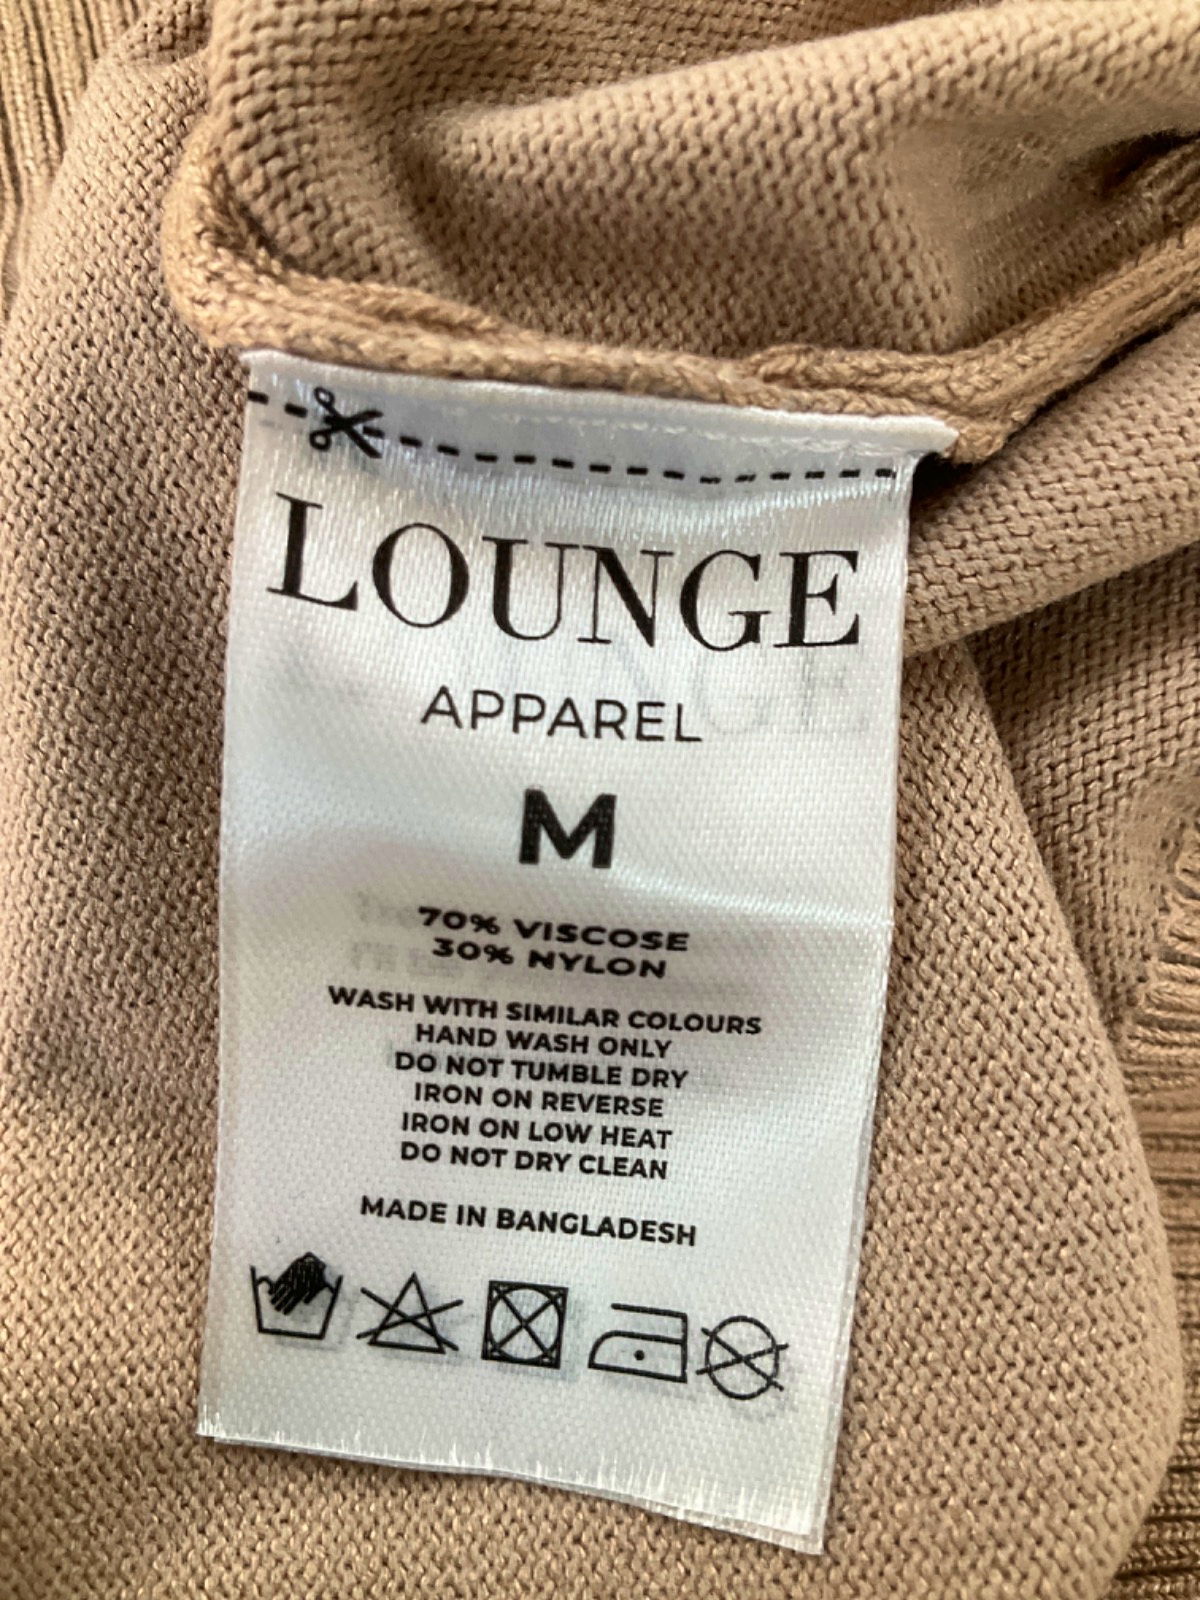 LOUNGE
APPAREL
M
70% VISCOSE
30% NYLON
WASH WITH SIMILAR COLOURS
HAND WASH ONLY
DO NOT TUMBLE DRY
IRON ON REVERSE
IRON ON LOW HEAT
DO NOT DRY CLEAN
MADE IN BANGLADESH